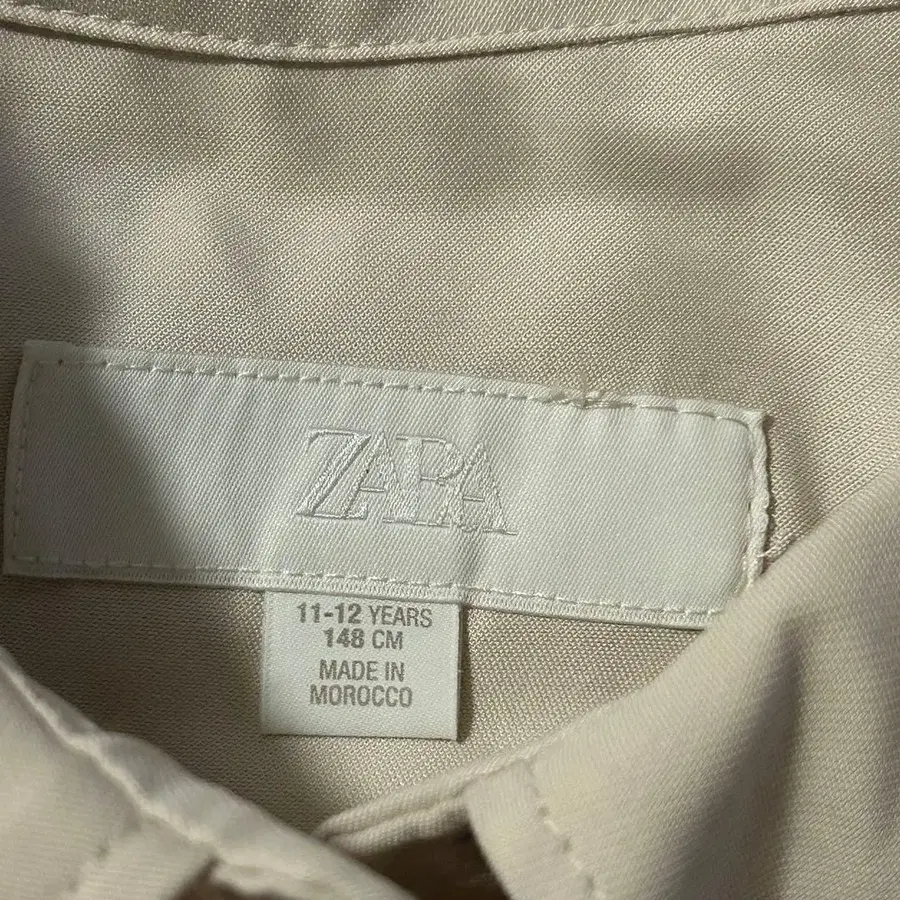 ZARA
11-12 YEARS
148 CM
MADE IN
MOROCCO